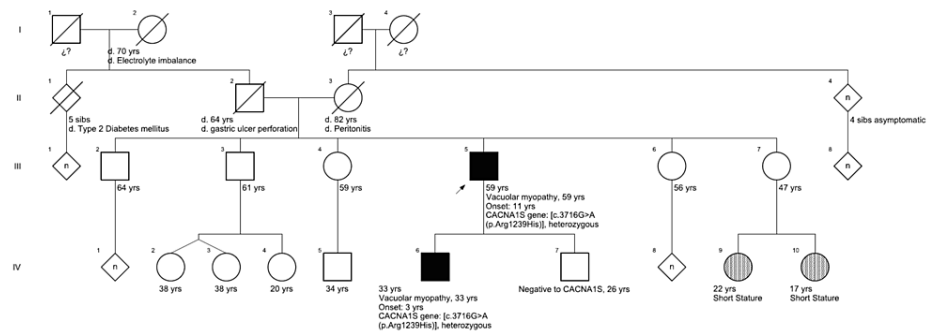 I
1
2
3
4
¿?
d. 70 yrs
d. Electrolyte imbalance
¿?
¿?
II
1
2
3
4
n
5 sibs
d. Type 2 Diabetes mellitus
d. 64 yrs
d. gastric ulcer perforation
d. 82 yrs
d. Peritonitis
4 sibs asymptomatic
III
1
2
3
4
5
6
7
8
n
n
64 yrs
61 yrs
59 yrs
59 yrs
Vacuolar myopathy, 59 yrs
Onset: 11 yrs
CACNA1S gene: [c.3716G>A
(p.Arg1239His)], heterozygous
56 yrs
47 yrs
IV
1
2
3
4
5
6
7
8
9
10
n
n
38 yrs
38 yrs
20 yrs
34 yrs
33 yrs
Vacuolar myopathy, 33 yrs
Onset: 3 yrs
CACNA1S gene: [c.3716G>A
(p.Arg1239His)], heterozygous
Negative to CACNA1S, 26 yrs
22 yrs
Short Stature
17 yrs
Short Stature